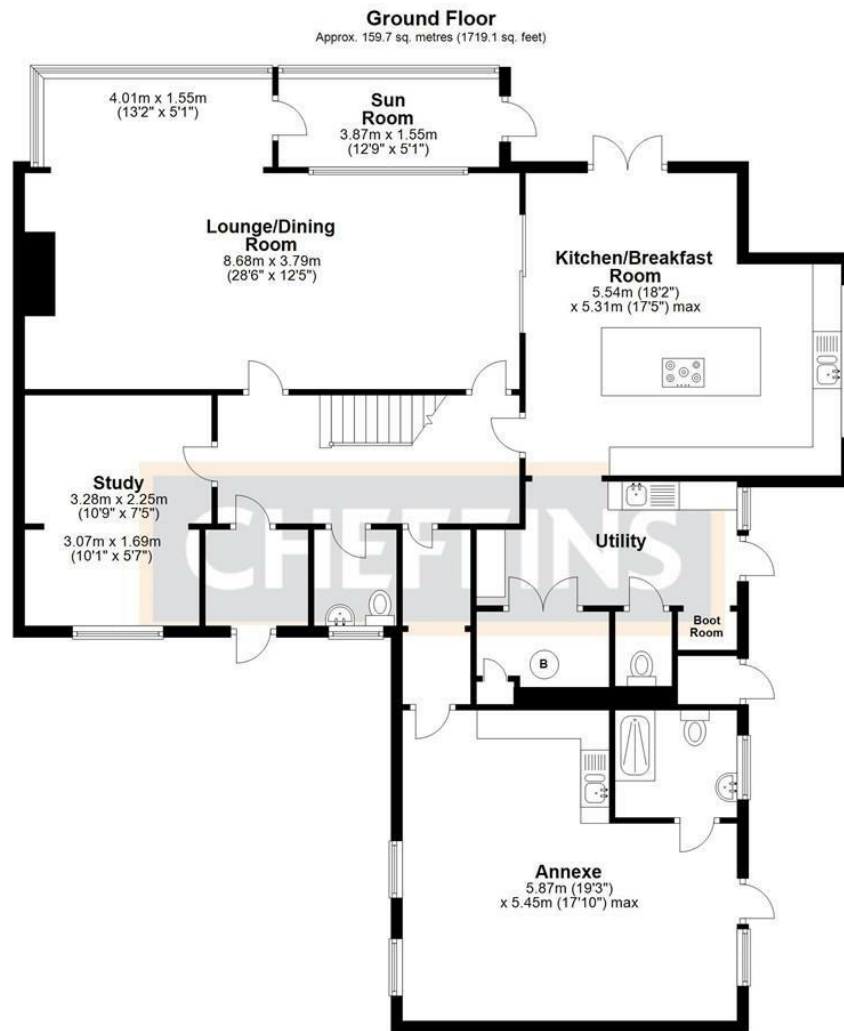 Ground Floor
Approx. 159.7 sq. metres (1719.1 sq. feet)
4.01m x 1.55m
(13'2" x 5'1")
Sun
Room
3.87m x 1.55m
(12'9" x 5'1")
Lounge/Dining
Room
8.68m x 3.79m
(28'6" x 12'5")
Kitchen/Breakfast
Room
5.54m (18'2")
x 5.31m (17'5") max
Study
3.28m x 2.25m
(10'9" x 7'5")
3.07m x 1.69m
(10'1" x 5'7")
CHEFFINS
Utility
Boot
Room
B
Annexe
5.87m (19'3")
x 5.45m (17'10") max